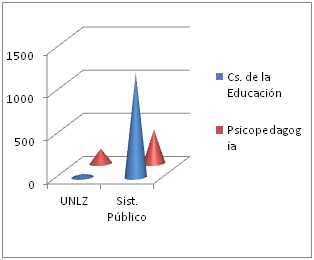 1500
1000
500
0
UNLZ
Sist.
Público
Cs. de la
Educación
Psicopedagog
ía